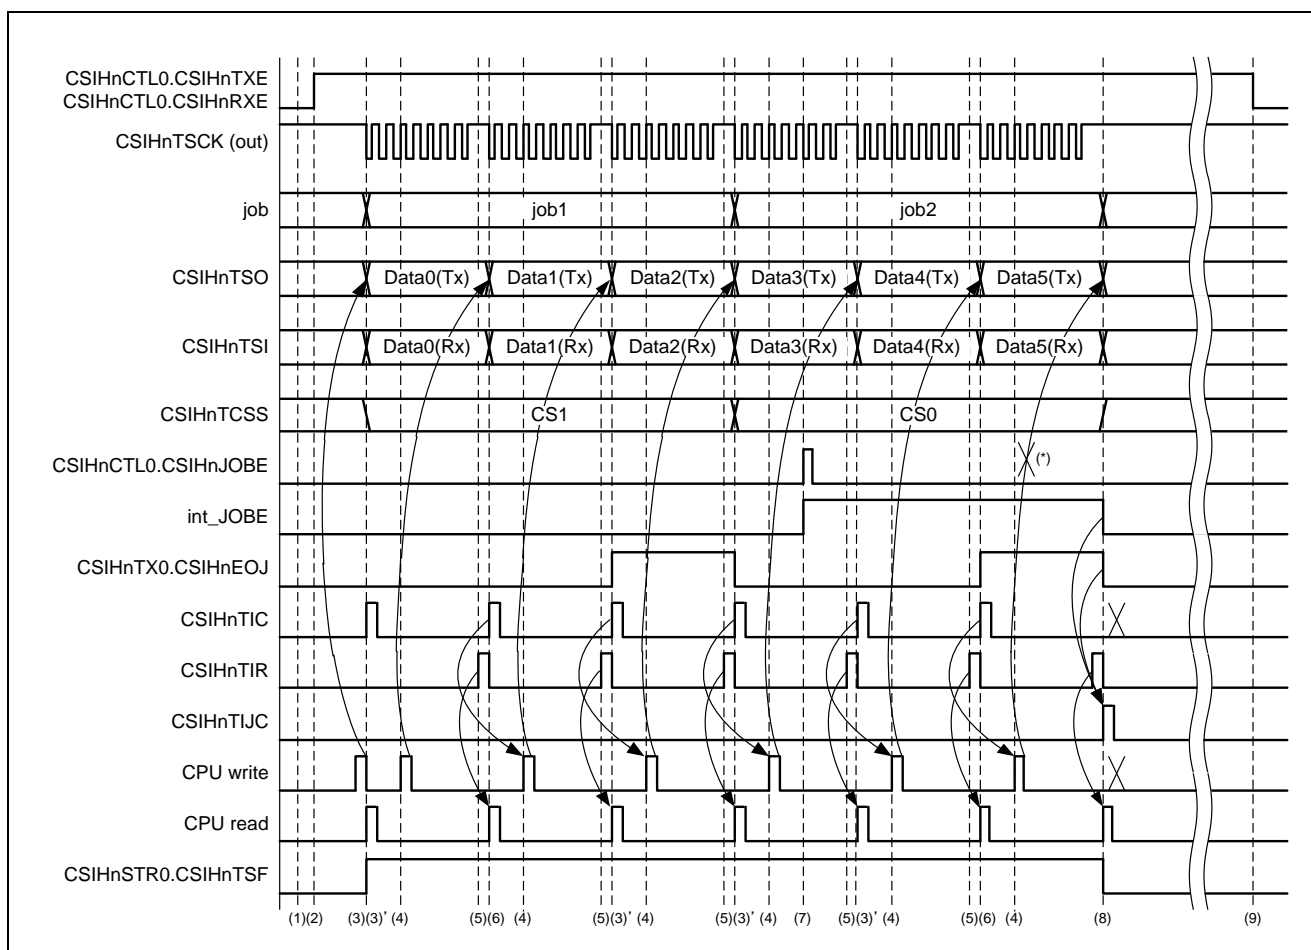 CSIHnCTL0.CSIHnTXE
CSIHnCTL0.CSIHnRXE
CSIHnTSCK (out)
job job1 job2
CSIHnTSO Data0(Tx) Data1(Tx) Data2(Tx) Data3(Tx) Data4(Tx) Data5(Tx)
CSIHnTSI Data0(Rx) Data1(Rx) Data2(Rx) Data3(Rx) Data4(Rx) Data5(Rx)
CSIHnTCSS CS1 CS0
CSIHnCTL0.CSIHnJOBE (*)
int_JOBE
CSIHnTX0.CSIHnEOJ
CSIHnTIC
CSIHnTIR
CSIHnTIJC
CPU write
CPU read
CSIHnSTR0.CSIHnTSF
(1)(2) (3)(3)' (4) (5)(6) (4) (5)(3)' (4) (5)(3)' (4) (7) (5)(3)' (4) (5)(6) (4) (8) (9)